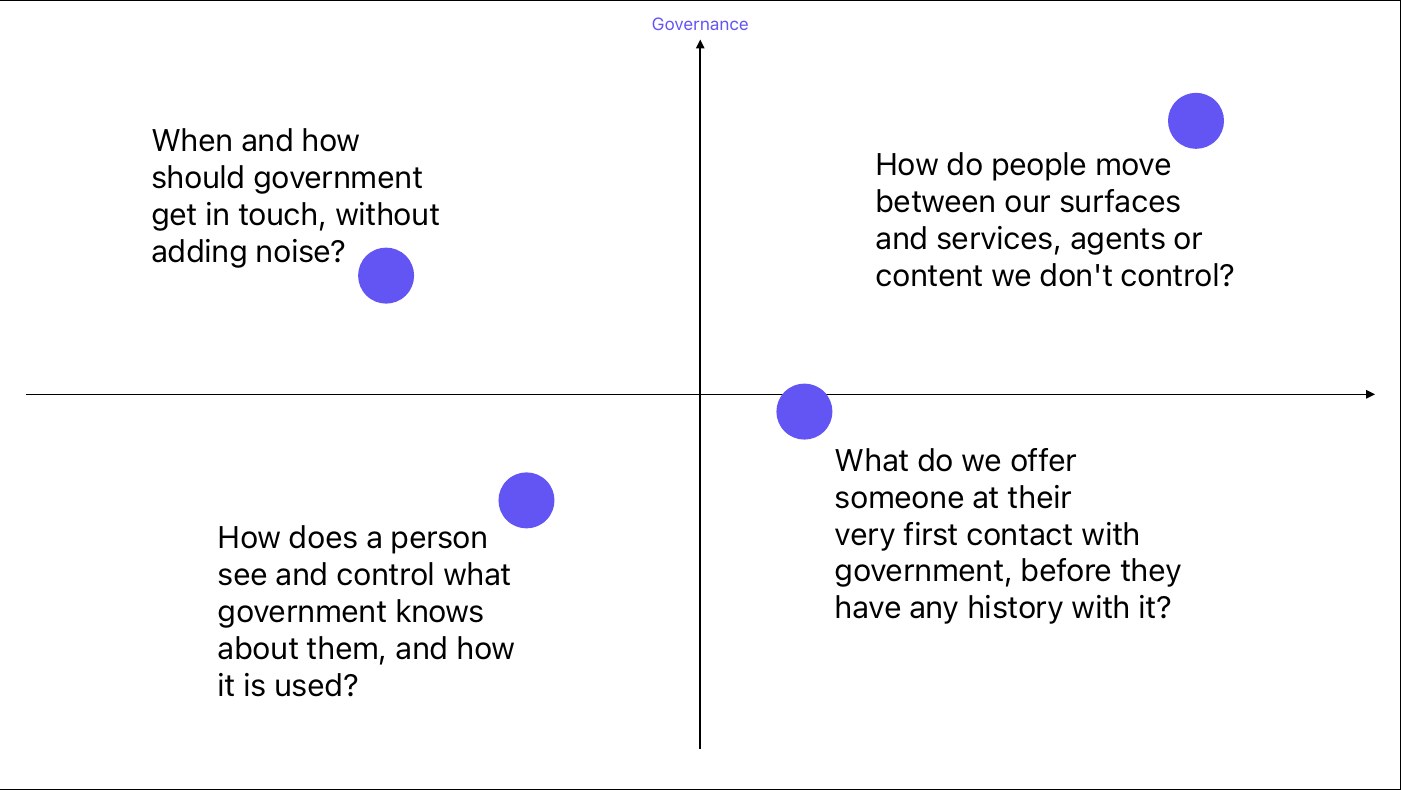 Governance
When and how
should government
get in touch, without
adding noise?
How do people move
between our surfaces
and services, agents or
content we don't control?
How does a person
see and control what
government knows
about them, and how
it is used?
What do we offer
someone at their
very first contact with
government, before they
have any history with it?